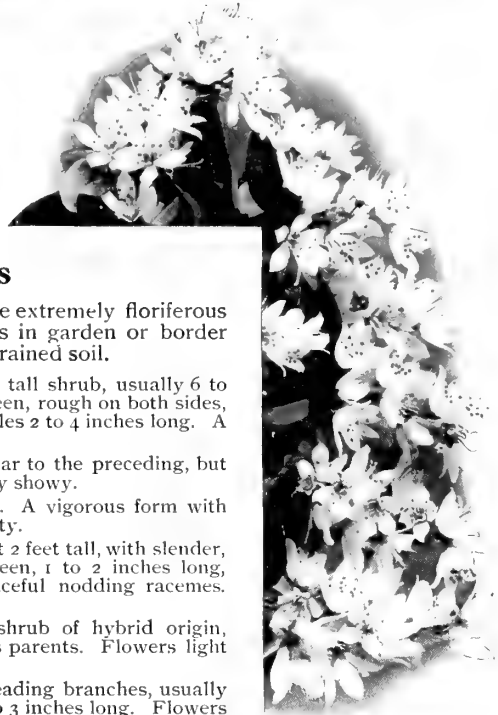 s
e extremely floriferous
s in garden or border
rained soil.
tall shrub, usually 6 to
een, rough on both sides,
les 2 to 4 inches long. A
ar to the preceding, but
y showy.
. A vigorous form with
ty.
t 2 feet tall, with slender,
een, 1 to 2 inches long,
ceful nodding racemes.
shrub of hybrid origin,
s parents. Flowers light
eading branches, usually
o 3 inches long. Flowers